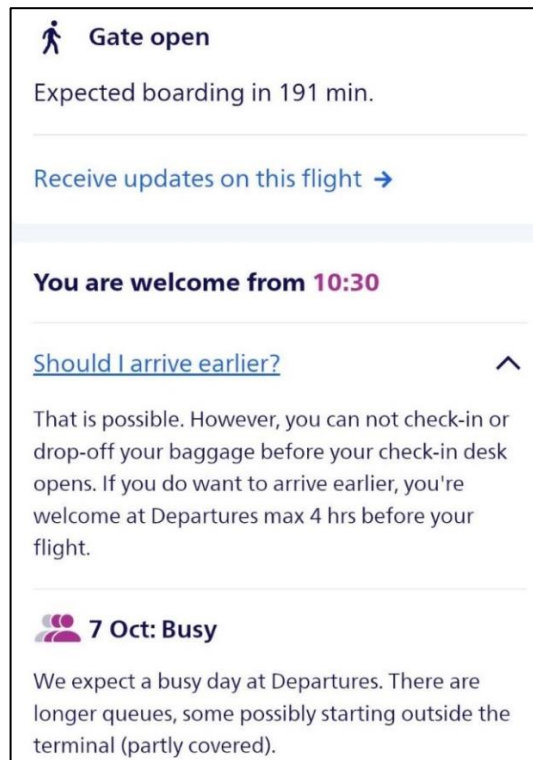 Gate open
Expected boarding in 191 min.
Receive updates on this flight →
You are welcome from 10:30
Should I arrive earlier?
That is possible. However, you can not check-in or
drop-off your baggage before your check-in desk
opens. If you do want to arrive earlier, you're
welcome at Departures max 4 hrs before your
flight.
7 Oct: Busy
We expect a busy day at Departures. There are
longer queues, some possibly starting outside the
terminal (partly covered).